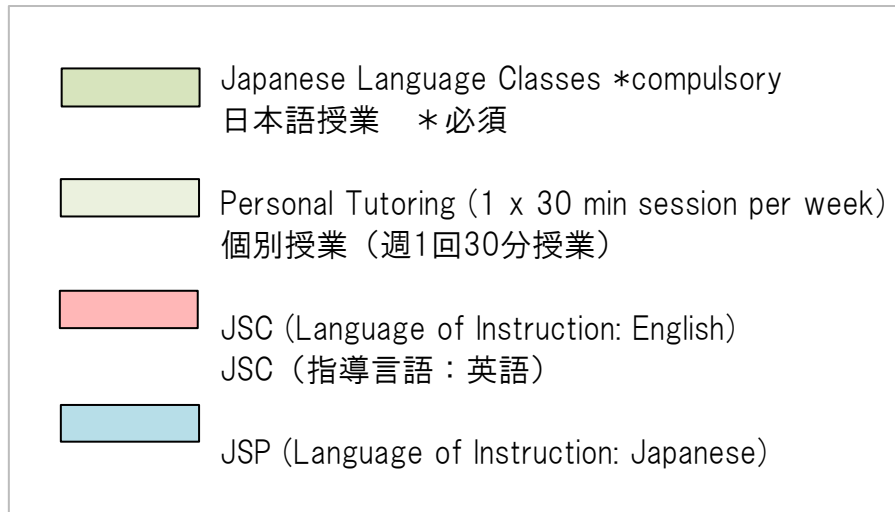 Japanese Language Classes *compulsory
日本語授業　＊必須
Personal Tutoring (1 x 30 min session per week)
個別授業（週1回30分授業）
JSC (Language of Instruction: English)
JSC（指導言語：英語）
JSP (Language of Instruction: Japanese)